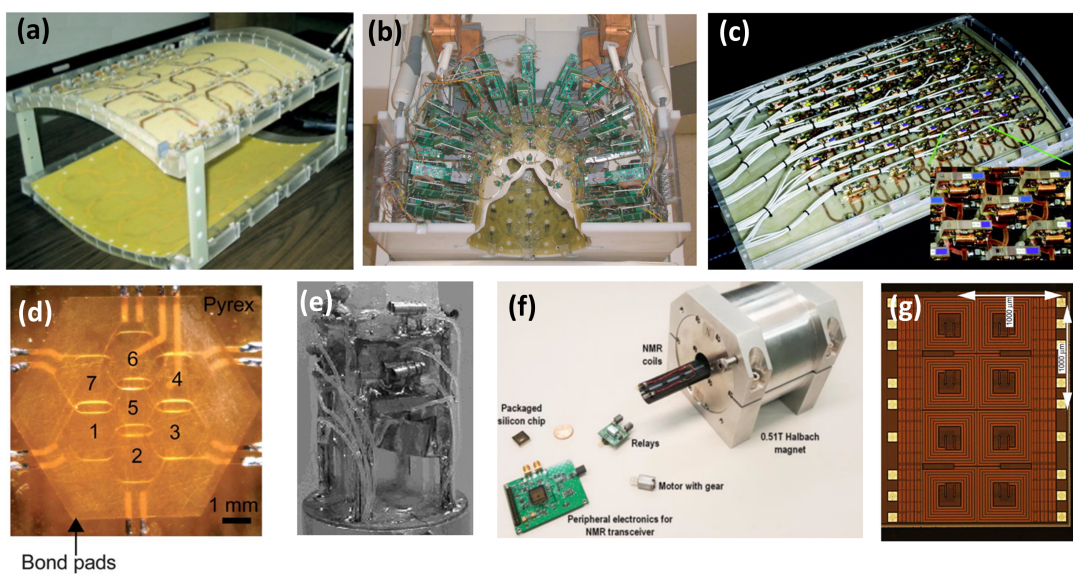 (a)
(b)
(c)
(d)
Pyrex
6
7
4
5
1
3
2
1 mm
Bond pads
(e)
(f)
NMR
coils
Packaged
silicon chip
Relays
0.51T Halbach
magnet
Motor with gear
Peripheral electronics for
NMR transceiver
(g)
1000 µm
1000 µm